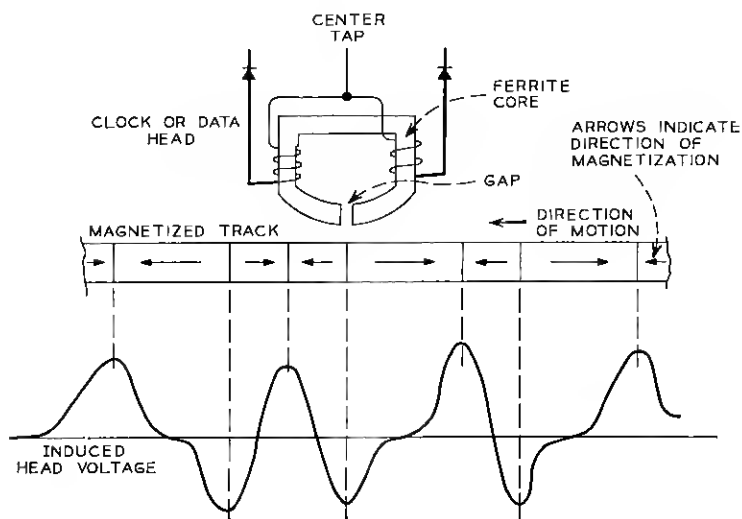 CENTER
TAP
CLOCK OR DATA
HEAD
FERRITE
CORE
ARROWS INDICATE
DIRECTION OF
MAGNETIZATION
GAP
MAGNETIZED TRACK
DIRECTION
OF MOTION
INDUCED
HEAD VOLTAGE